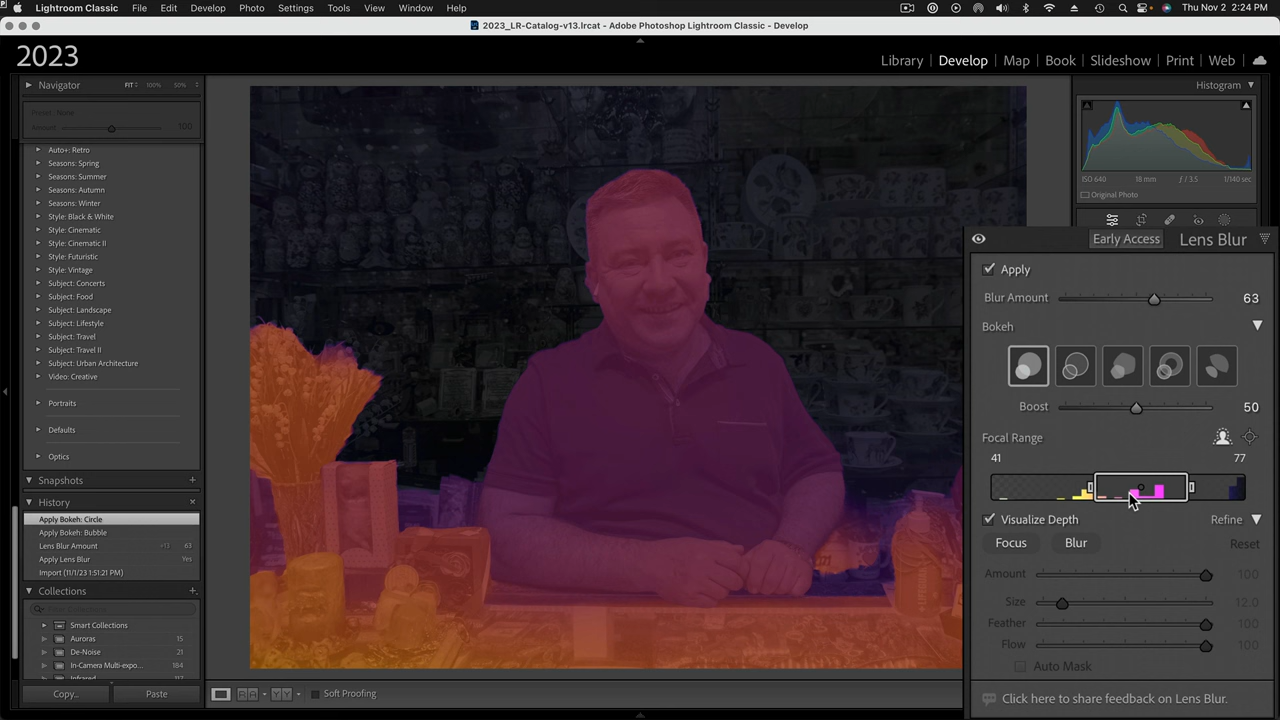 Lightroom Classic File Edit Develop Photo Settings Tools View Window Help Thu Nov 2 2:24 PM
2023_LR-Catalog-v13.lrcat - Adobe Photoshop Lightroom Classic - Develop
2023
Library | Develop | Map | Book | Slideshow | Print | Web
Navigator FIT 100% 50%
Preset: None
Amount 100
Auto+: Retro
Seasons: Spring
Seasons: Summer
Seasons: Autumn
Seasons: Winter
Style: Black & White
Style: Cinematic
Style: Cinematic II
Style: Futuristic
Style: Vintage
Subject: Concerts
Subject: Food
Subject: Landscape
Subject: Lifestyle
Subject: Travel
Subject: Travel II
Subject: Urban Architecture
Video: Creative
Portraits
Defaults
Optics
Snapshots
History
Apply Bokeh: Circle
Apply Bokeh: Bubble
Lens Blur Amount +13 63
Apply Lens Blur Yes
Import (11/1/23 1:51:21 PM)
Collections
Smart Collections
Auroras 15
De-Noise 21
In-Camera Multi-expo... 184
Infrared
Copy... Paste
Soft Proofing
Histogram
ISO 640 18 mm ƒ / 3.5 1/140 sec
Original Photo
Early Access Lens Blur
Apply
Blur Amount 63
Bokeh
Boost 50
Focal Range
41 77
Visualize Depth Refine
Focus Blur Reset
Amount 100
Size 12.0
Feather 100
Flow 100
Auto Mask
Click here to share feedback on Lens Blur.